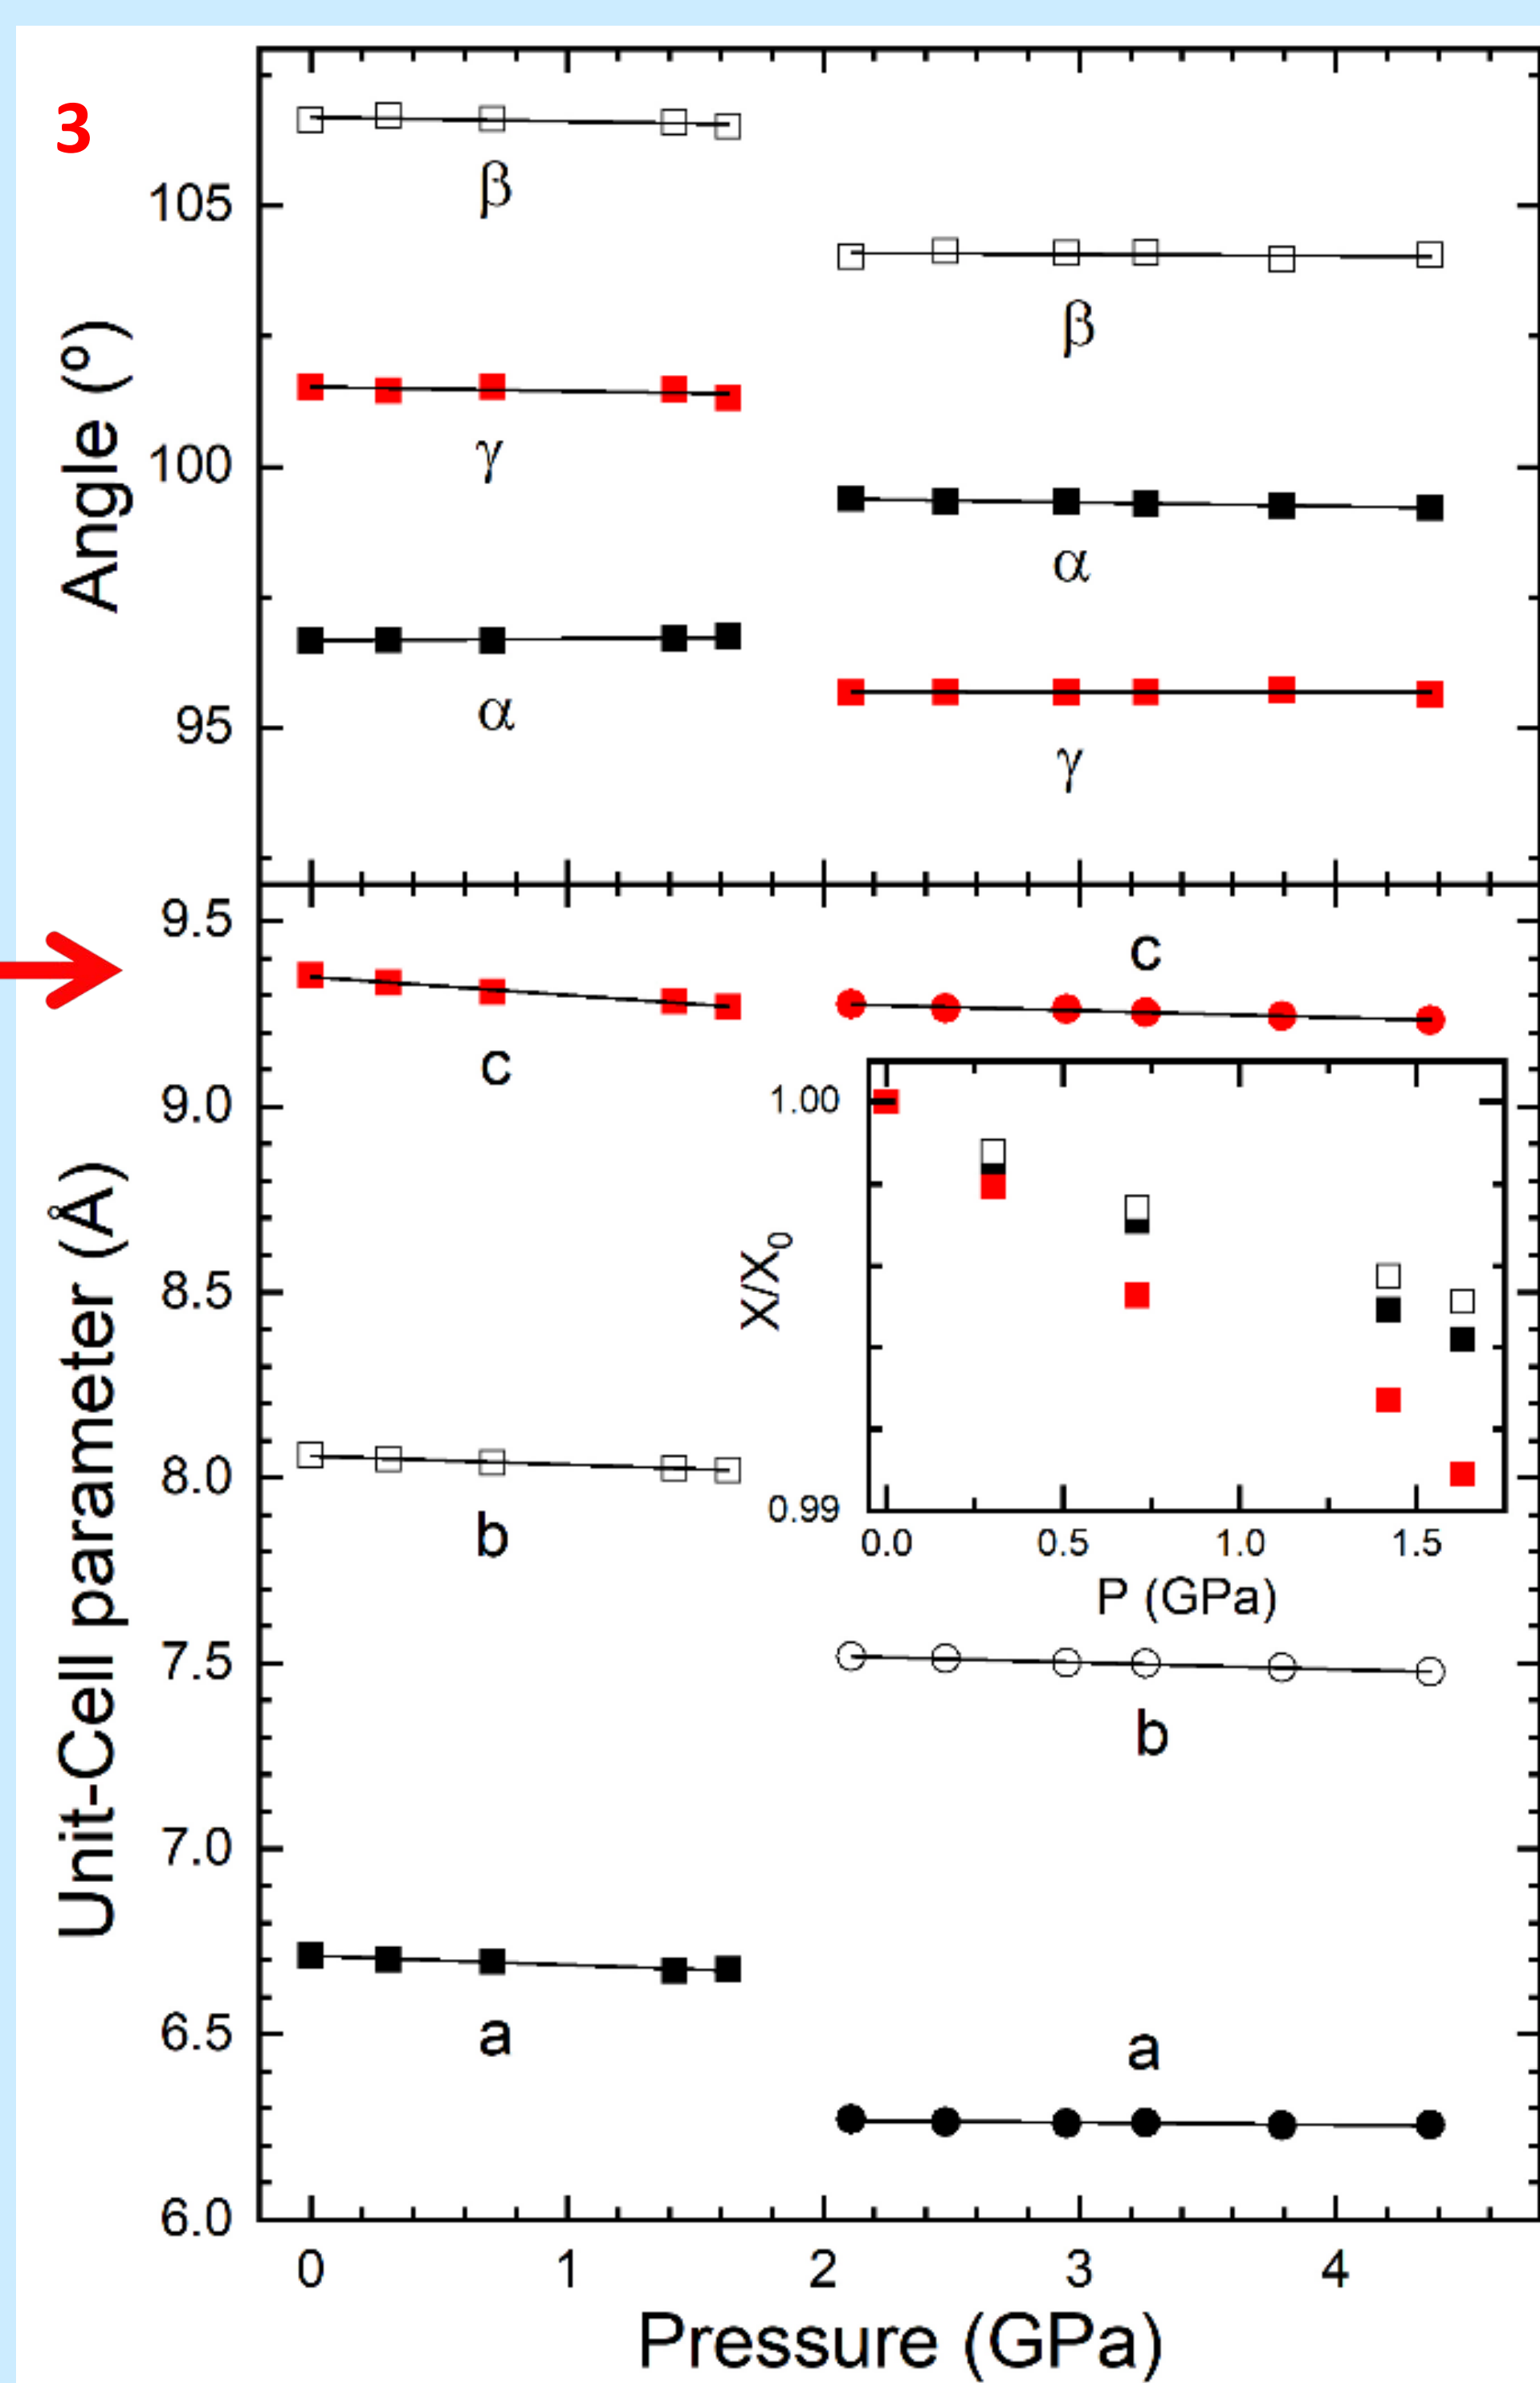 3
Angle (º)
105
100
95
β
γ
α
β
α
γ
Unit-Cell parameter (Å)
9.5
9.0
8.5
8.0
7.5
7.0
6.5
6.0
c
c
b
b
a
a
X/X₀
1.00
0.99
0.0 0.5 1.0 1.5
P (GPa)
0 1 2 3 4
Pressure (GPa)